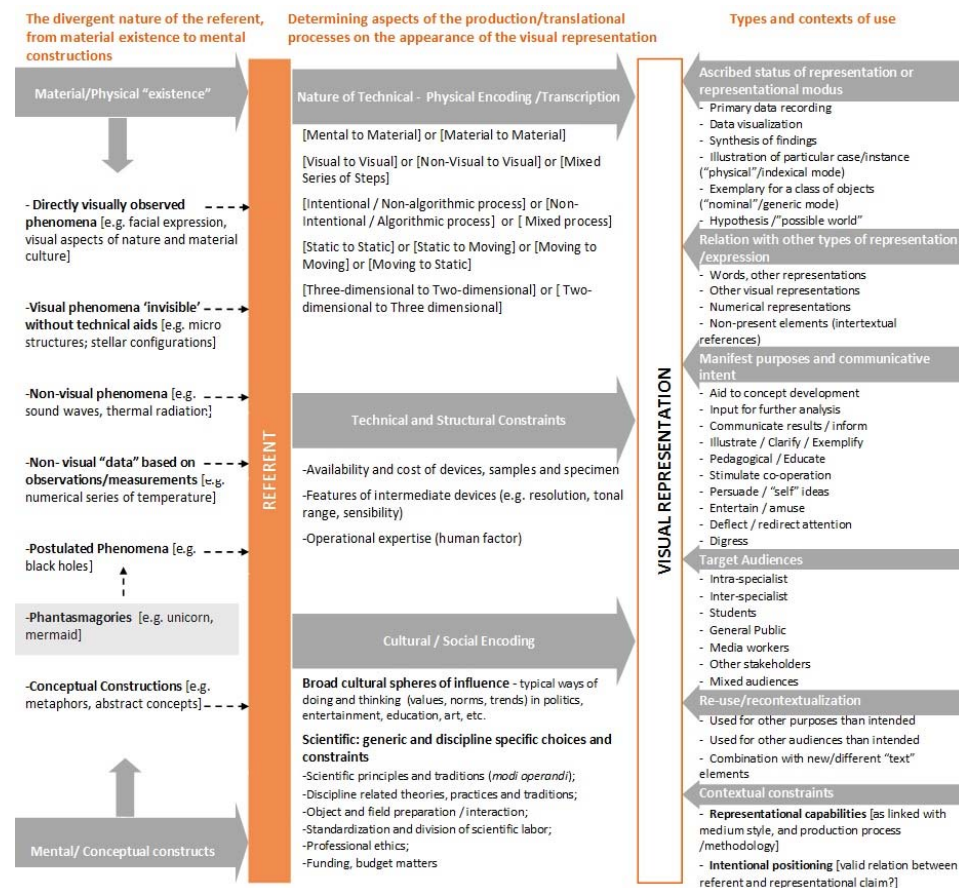 The divergent nature of the referent,
from material existence to mental
constructions
Material/Physical "existence"
- Directly visually observed
phenomena [e.g. facial expression,
visual aspects of nature and material
culture]
-Visual phenomena 'invisible'
without technical aids [e.g. micro
structures; stellar configurations]
-Non-visual phenomena [e.g.
sound waves, thermal radiation]
-Non- visual "data" based on
observations/measurements [e.g.
numerical series of temperature]
-Postulated Phenomena [e.g.
black holes]
-Phantasmagories [e.g. unicorn,
mermaid]
-Conceptual Constructions [e.g.
metaphors, abstract concepts]
Mental/ Conceptual constructs
REFERENT
Determining aspects of the production/translational
processes on the appearance of the visual representation
Nature of Technical - Physical Encoding /Transcription
[Mental to Material] or [Material to Material]
[Visual to Visual] or [Non-Visual to Visual] or [Mixed
Series of Steps]
[Intentional / Non-algorithmic process] or [Non-
Intentional / Algorithmic process] or [ Mixed process]
[Static to Static] or [Static to Moving] or [Moving to
Moving] or [Moving to Static]
[Three-dimensional to Two-dimensional] or [ Two-
dimensional to Three dimensional]
Technical and Structural Constraints
-Availability and cost of devices, samples and specimen
-Features of intermediate devices (e.g. resolution, tonal
range, sensibility)
-Operational expertise (human factor)
Cultural / Social Encoding
Broad cultural spheres of influence - typical ways of
doing and thinking (values, norms, trends) in politics,
entertainment, education, art, etc.
Scientific: generic and discipline specific choices and
constraints
-Scientific principles and traditions (modi operandi);
-Discipline related theories, practices and traditions;
-Object and field preparation / interaction;
-Standardization and division of scientific labor;
-Professional ethics;
-Funding, budget matters
VISUAL REPRESENTATION
Types and contexts of use
Ascribed status of representation or
representational modus
- Primary data recording
- Data visualization
- Synthesis of findings
- Illustration of particular case/instance
("physical"/indexical mode)
- Exemplary for a class of objects
("nominal"/generic mode)
- Hypothesis /"possible world"
Relation with other types of representation
/expression
- Words, other representations
- Other visual representations
- Numerical representations
- Non-present elements (intertextual
references)
Manifest purposes and communicative
intent
- Aid to concept development
- Input for further analysis
- Communicate results / inform
- Illustrate / Clarify / Exemplify
- Pedagogical / Educate
- Stimulate co-operation
- Persuade / "self" ideas
- Entertain / amuse
- Deflect / redirect attention
- Digress
Target Audiences
- Intra-specialist
- Inter-specialist
- Students
- General Public
- Media workers
- Other stakeholders
- Mixed audiences
Re-use/recontextualization
- Used for other purposes than intended
- Used for other audiences than intended
- Combination with new/different "text"
elements
Contextual constraints
- Representational capabilities [as linked with
medium style, and production process
/methodology]
- Intentional positioning [valid relation between
referent and representational claim?]